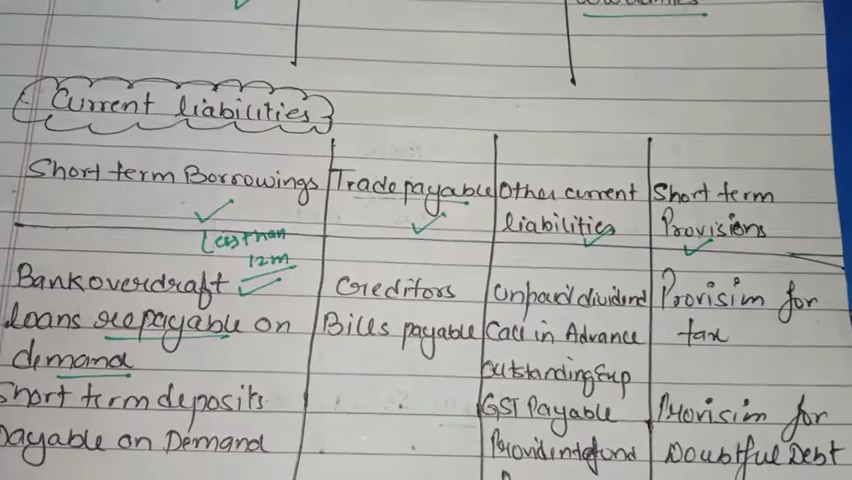 Current liabilities
Short term Borrowings
Less than
12m
Bank overdraft
loans repayable on
demand
Short term deposits
payable on Demand
Trade payable
Creditors
Bills payable
Other current
liabilities
Unpaid dividend
Call in Advance
outstanding Exp
GST Payable
Provident fund
Short term
Provisions
Provisim for
tax
Provisim for
Doubtful Debt